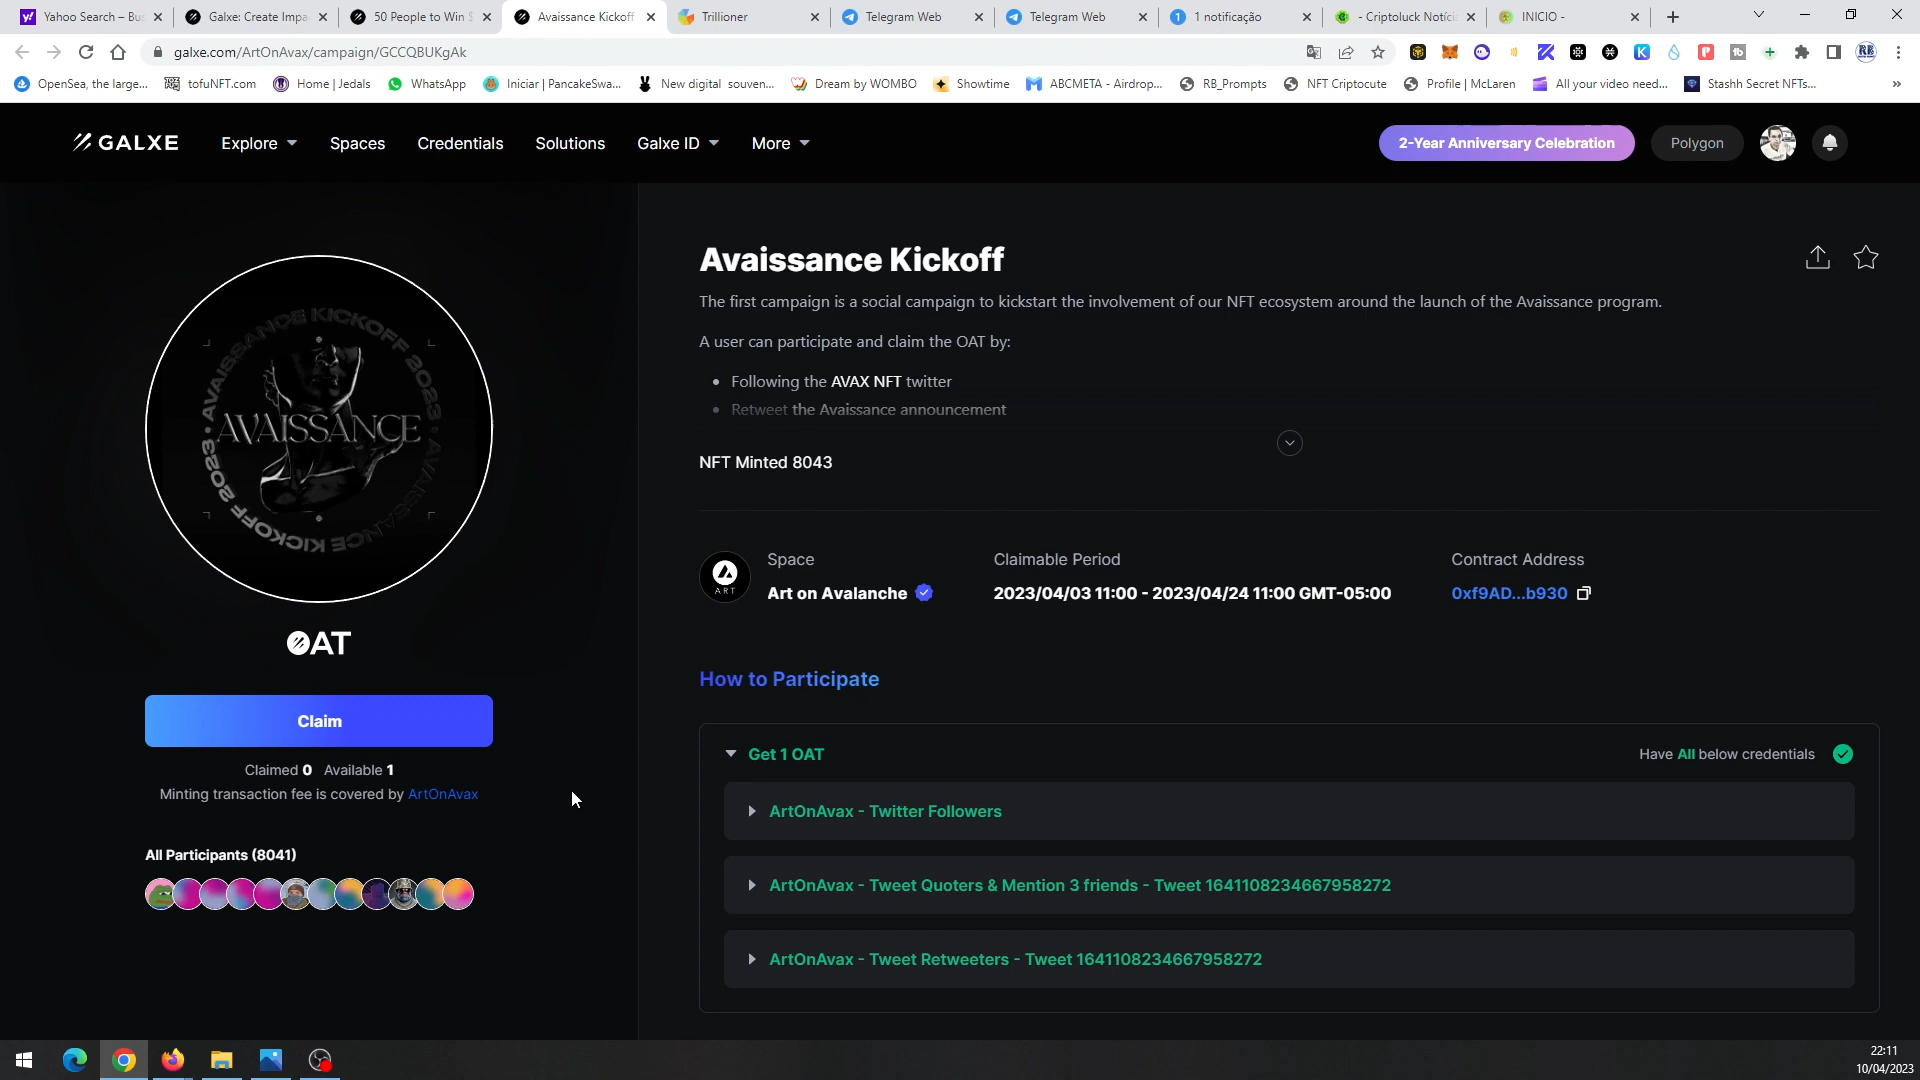 Yahoo Search – Bus
Galxe: Create Impa
50 People to Win $
Avaissance Kickoff
Trillioner
Telegram Web
Telegram Web
1 notificação
- Criptoluck Notíci
INICIO -
galxe.com/ArtOnAvax/campaign/GCCQBUKgAk
OpenSea, the large...
tofuNFT.com
Home | Jedals
WhatsApp
Iniciar | PancakeSwa...
New digital souven...
Dream by WOMBO
Showtime
ABCMETA - Airdrop...
RB_Prompts
NFT Criptocute
Profile | McLaren
All your video need...
Stashh Secret NFTs...
GALXE
Explore
Spaces
Credentials
Solutions
Galxe ID
More
2-Year Anniversary Celebration
Polygon
AVAISSANCE KICKOFF 2023 • AVAISSANCE KICKOFF 2023 •
AVAISSANCE
OAT
Claim
Claimed 0 Available 1
Minting transaction fee is covered by ArtOnAvax
All Participants (8041)
Avaissance Kickoff
The first campaign is a social campaign to kickstart the involvement of our NFT ecosystem around the launch of the Avaissance program.
A user can participate and claim the OAT by:
• Following the AVAX NFT twitter
• Retweet the Avaissance announcement
NFT Minted 8043
ART
Space
Art on Avalanche
Claimable Period
2023/04/03 11:00 - 2023/04/24 11:00 GMT-05:00
Contract Address
0xf9AD...b930
How to Participate
Get 1 OAT
Have All below credentials
ArtOnAvax - Twitter Followers
ArtOnAvax - Tweet Quoters & Mention 3 friends - Tweet 1641108234667958272
ArtOnAvax - Tweet Retweeters - Tweet 1641108234667958272
22:11
10/04/2023